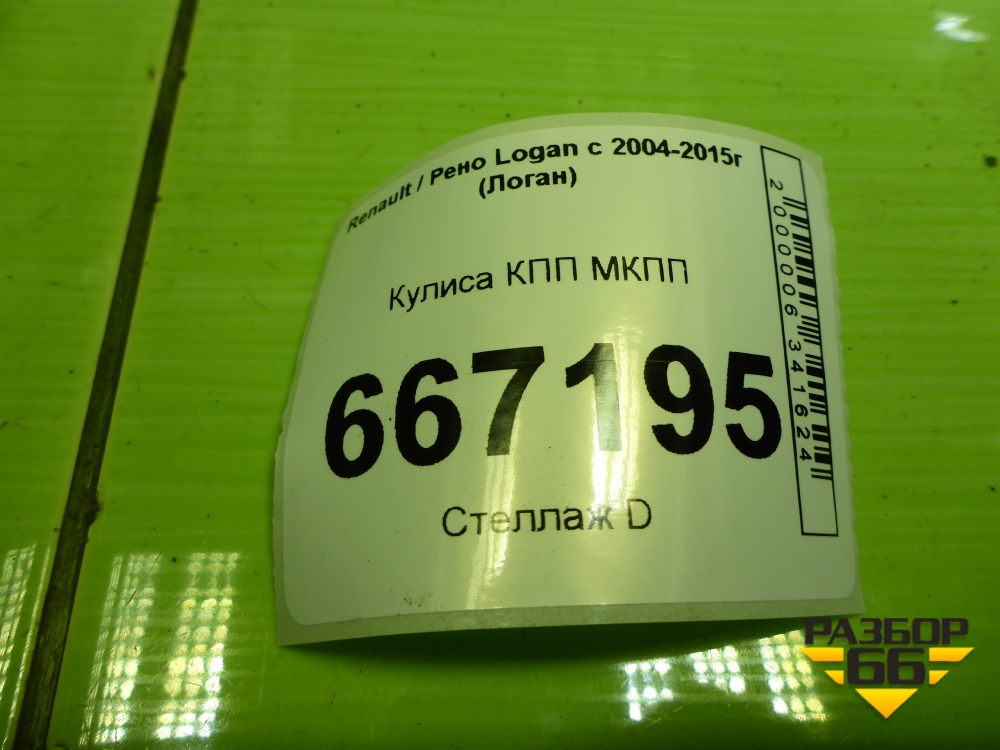 Renault / Рено Logan с 2004-2015г
(Логан)
Кулиса КПП МКПП
667195
Стеллаж D
2000006341624
РАЗБОР
66